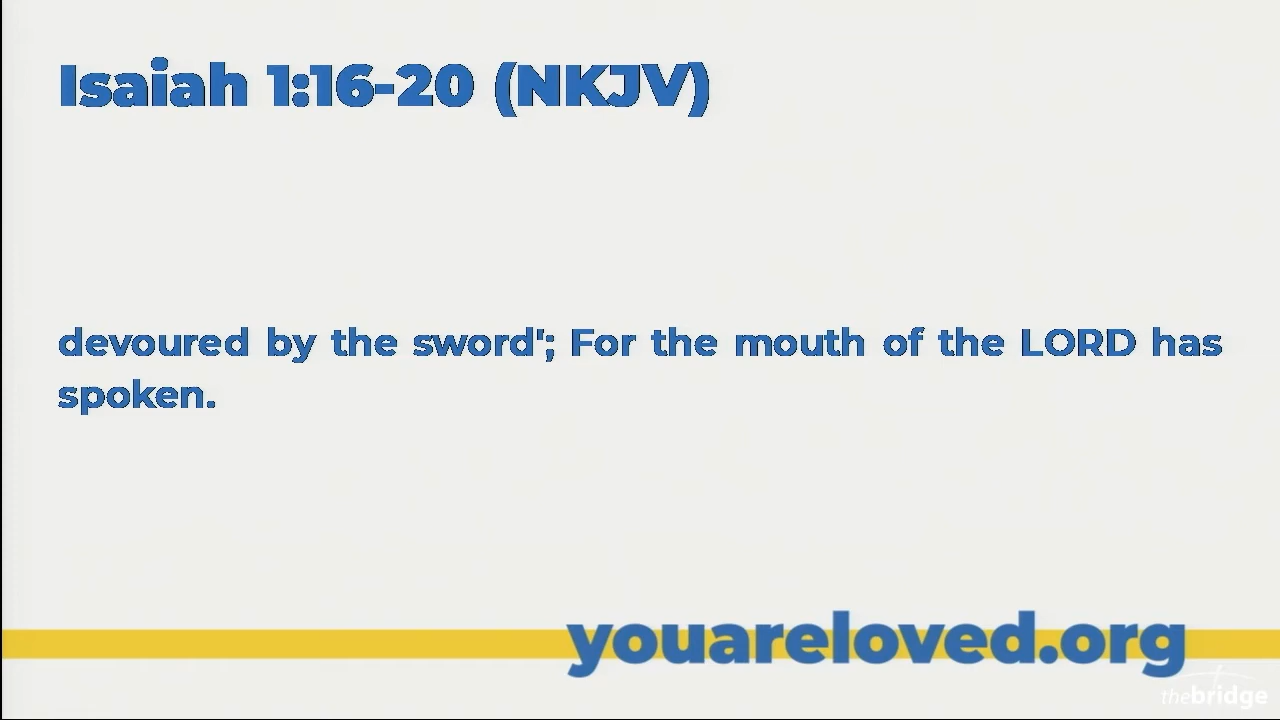 Isaiah 1:16-20 (NKJV)
devoured by the sword'; For the mouth of the LORD has
spoken.
youareloved.org
thebridge